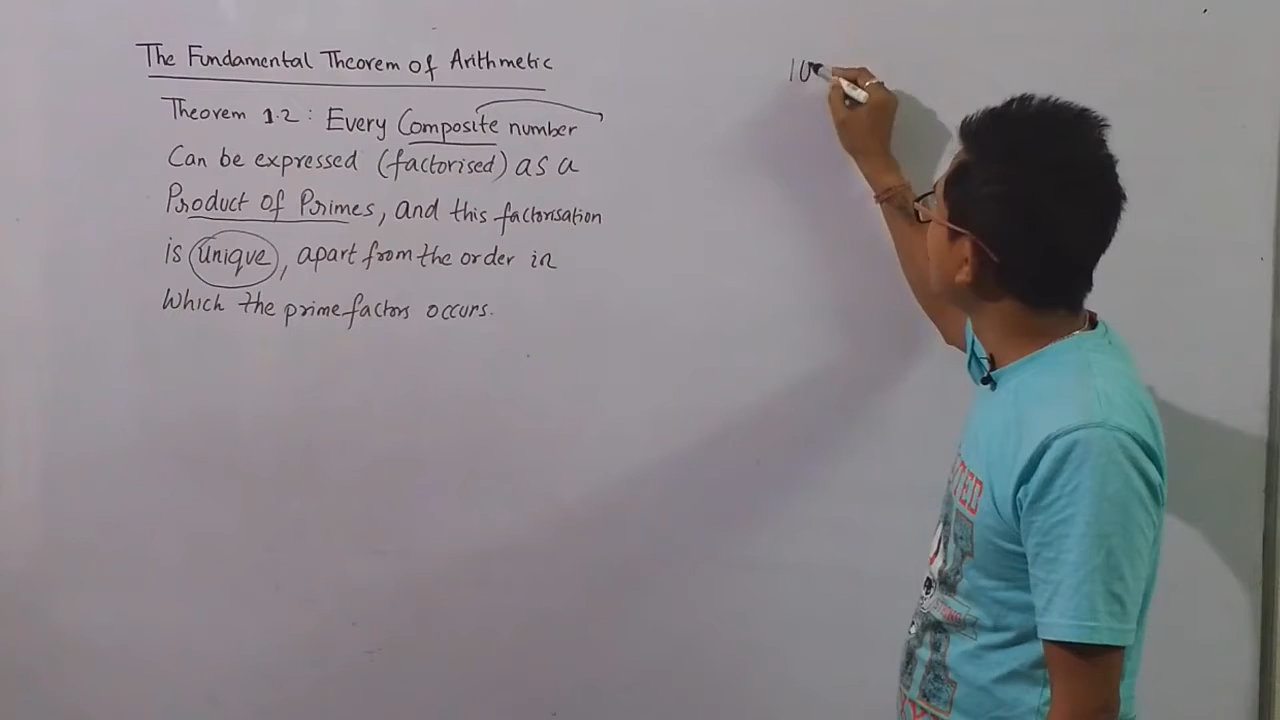 The Fundamental Theorem of Arithmetic
Theorem 1.2 : Every Composite number
Can be expressed (factorised) as a
Product of Primes, and this factorisation
is unique, apart from the order in
Which the prime factors occurs.
10